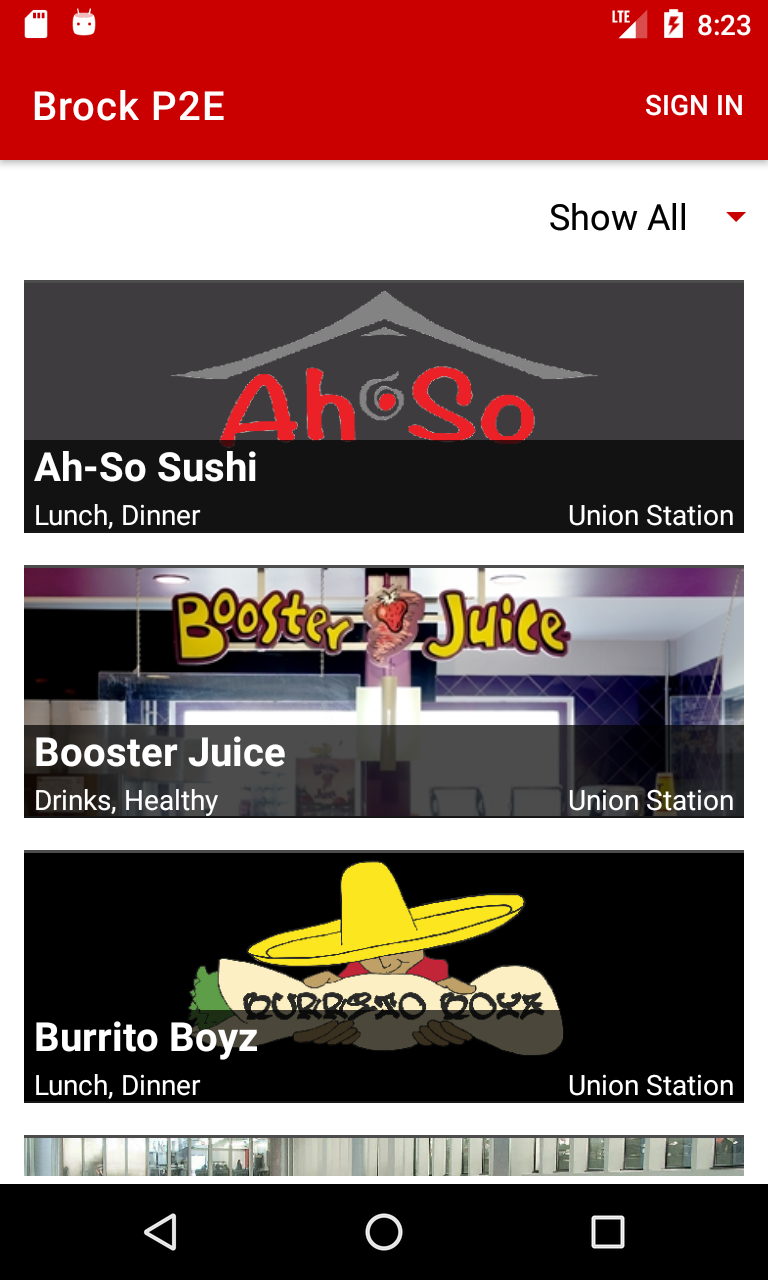 LTE 8:23
Brock P2E SIGN IN
Show All
Ah-So
Ah-So Sushi
Lunch, Dinner Union Station
Booster Juice
Booster Juice
Drinks, Healthy Union Station
BURRITO BOYZ
Burrito Boyz
Lunch, Dinner Union Station